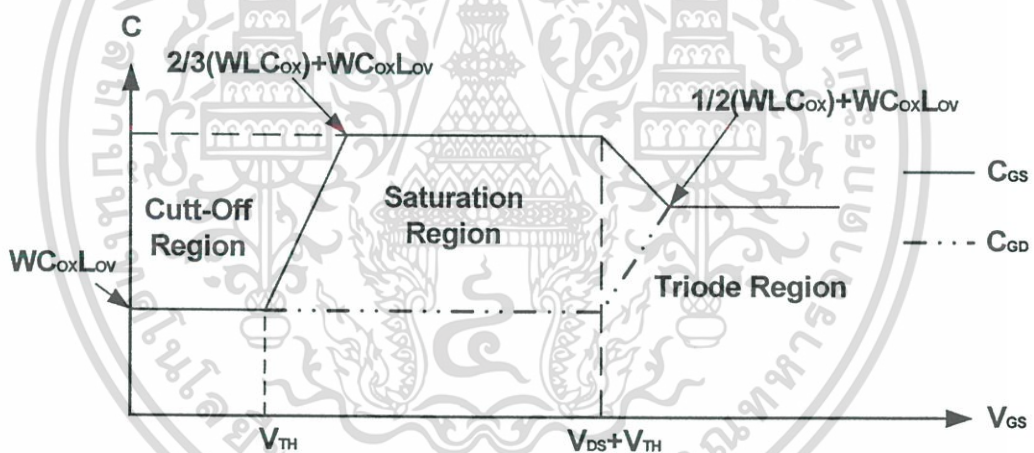 C
2/3(WLCox)+WCoxLov
1/2(WLCox)+WCoxLov
CGS
Cutt-Off
Region
Saturation
Region
CGD
WCoxLov
Triode Region
VTH
VDS+VTH
VGS